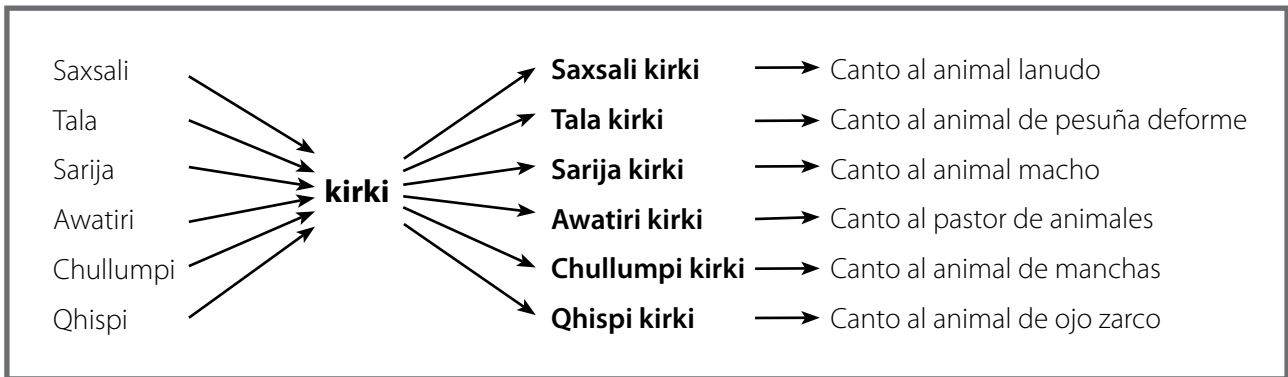 Saxsali
Tala
Sarija
Awatiri
Chullumpi
Qhispi
kirki
Saxsali kirki
Tala kirki
Sarija kirki
Awatiri kirki
Chullumpi kirki
Qhispi kirki
Canto al animal lanudo
Canto al animal de pesuña deforme
Canto al animal macho
Canto al pastor de animales
Canto al animal de manchas
Canto al animal de ojo zarco